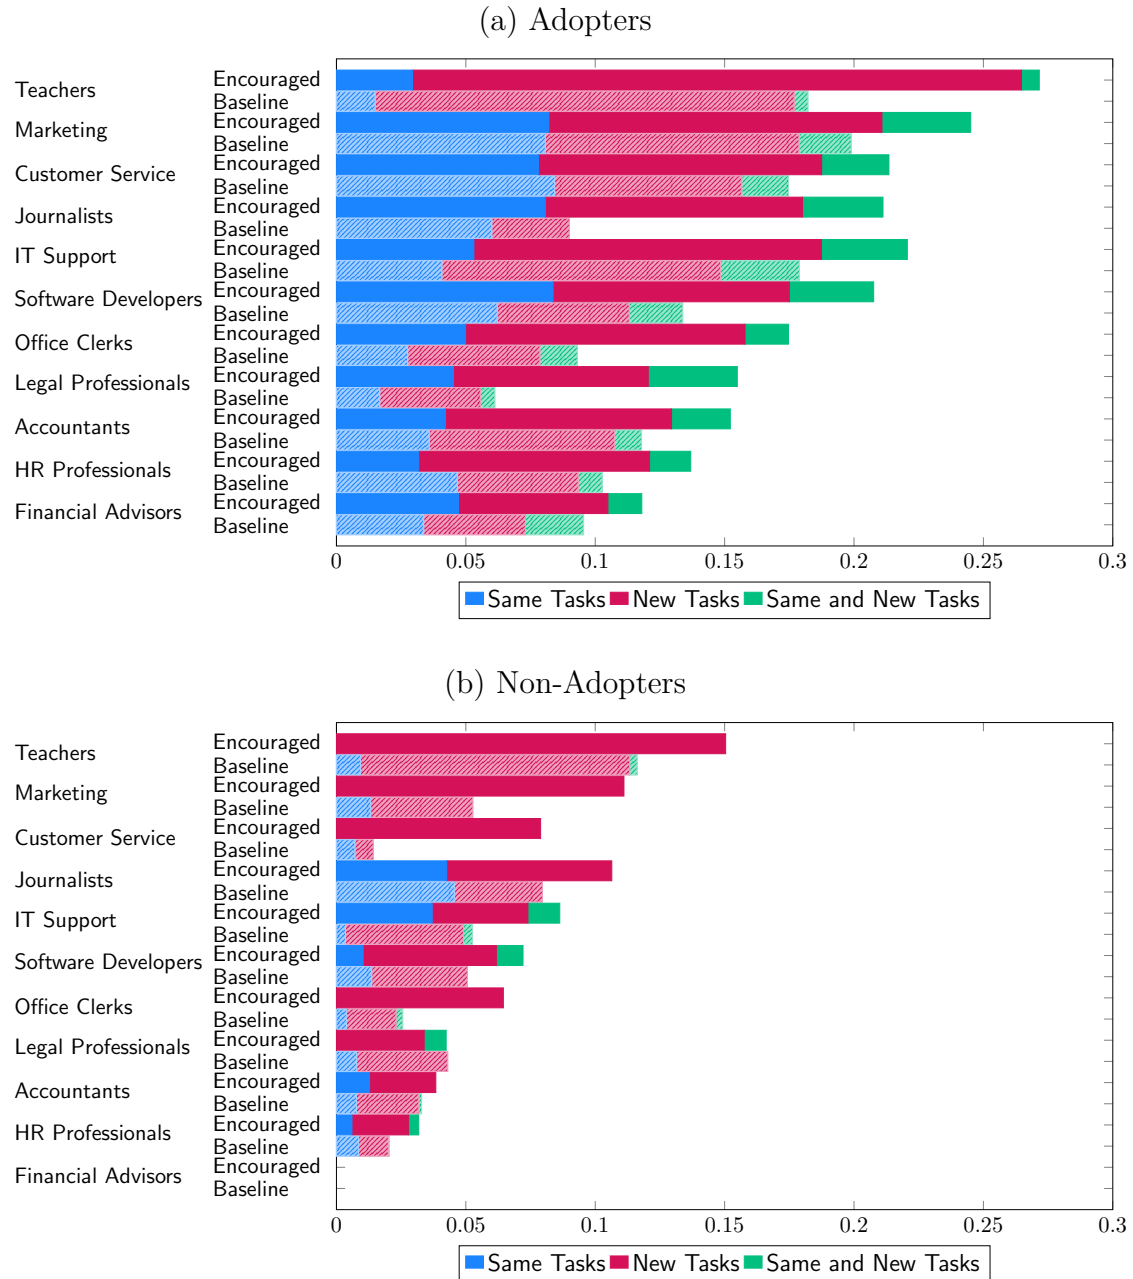 (a) Adopters
Teachers
Encouraged
Baseline
Marketing
Encouraged
Baseline
Customer Service
Encouraged
Baseline
Journalists
Encouraged
Baseline
IT Support
Encouraged
Baseline
Software Developers
Encouraged
Baseline
Office Clerks
Encouraged
Baseline
Legal Professionals
Encouraged
Baseline
Accountants
Encouraged
Baseline
HR Professionals
Encouraged
Baseline
Financial Advisors
Encouraged
Baseline
0 0.05 0.1 0.15 0.2 0.25 0.3
Same Tasks New Tasks Same and New Tasks
(b) Non-Adopters
Teachers
Encouraged
Baseline
Marketing
Encouraged
Baseline
Customer Service
Encouraged
Baseline
Journalists
Encouraged
Baseline
IT Support
Encouraged
Baseline
Software Developers
Encouraged
Baseline
Office Clerks
Encouraged
Baseline
Legal Professionals
Encouraged
Baseline
Accountants
Encouraged
Baseline
HR Professionals
Encouraged
Baseline
Financial Advisors
Encouraged
Baseline
0 0.05 0.1 0.15 0.2 0.25 0.3
Same Tasks New Tasks Same and New Tasks